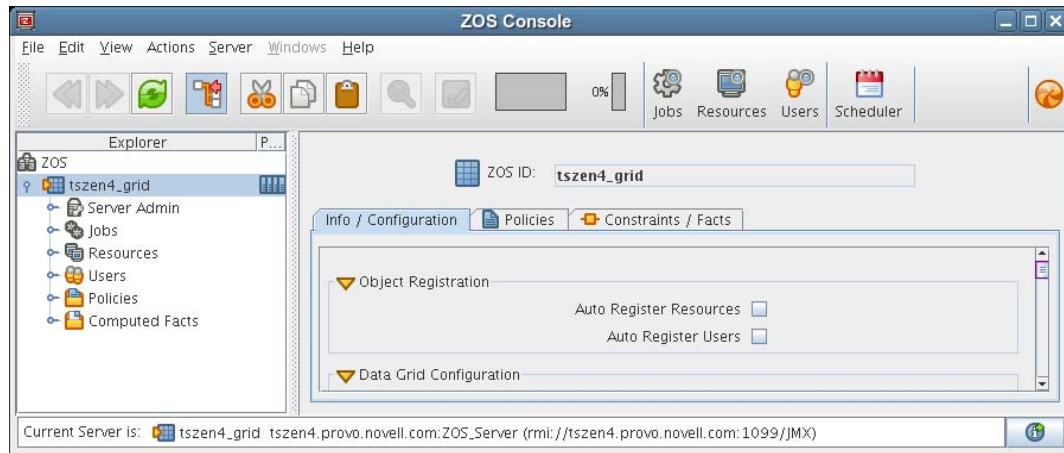 ZOS Console
File Edit View Actions Server Windows Help
0%
Jobs Resources Users Scheduler
Explorer P...
ZOS
tszen4_grid
Server Admin
Jobs
Resources
Users
Policies
Computed Facts
ZOS ID: tszen4_grid
Info / Configuration Policies Constraints / Facts
Object Registration
Auto Register Resources
Auto Register Users
Data Grid Configuration
Current Server is: tszen4_grid tszen4.provo.novell.com:ZOS_Server (rmi://tszen4.provo.novell.com:1099/JMX)